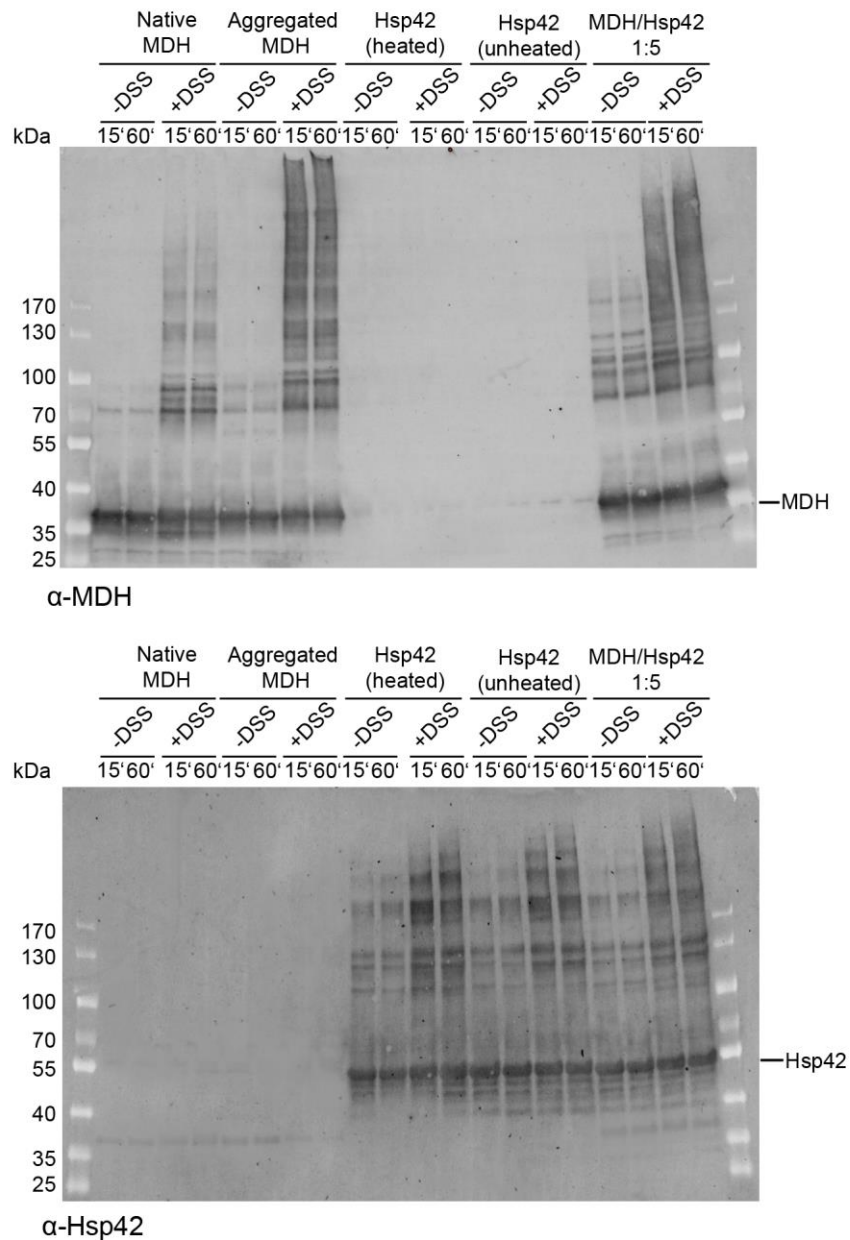 Native Aggregated Hsp42 Hsp42 MDH/Hsp42
MDH MDH (heated) (unheated) 1:5
-DSS +DSS -DSS +DSS -DSS +DSS -DSS +DSS -DSS +DSS
kDa 15‘60‘ 15‘60‘ 15‘60‘ 15‘60‘ 15‘60‘ 15‘60‘ 15‘60‘ 15‘60‘ 15‘60‘ 15‘60‘
170
130
100
70
55
40
MDH
35
25
α-MDH
Native Aggregated Hsp42 Hsp42 MDH/Hsp42
MDH MDH (heated) (unheated) 1:5
-DSS +DSS -DSS +DSS -DSS +DSS -DSS +DSS -DSS +DSS
kDa 15‘60‘ 15‘60‘ 15‘60‘ 15‘60‘ 15‘60‘ 15‘60‘ 15‘60‘ 15‘60‘ 15‘60‘ 15‘60‘
170
130
100
70
55
Hsp42
40
35
25
α-Hsp42